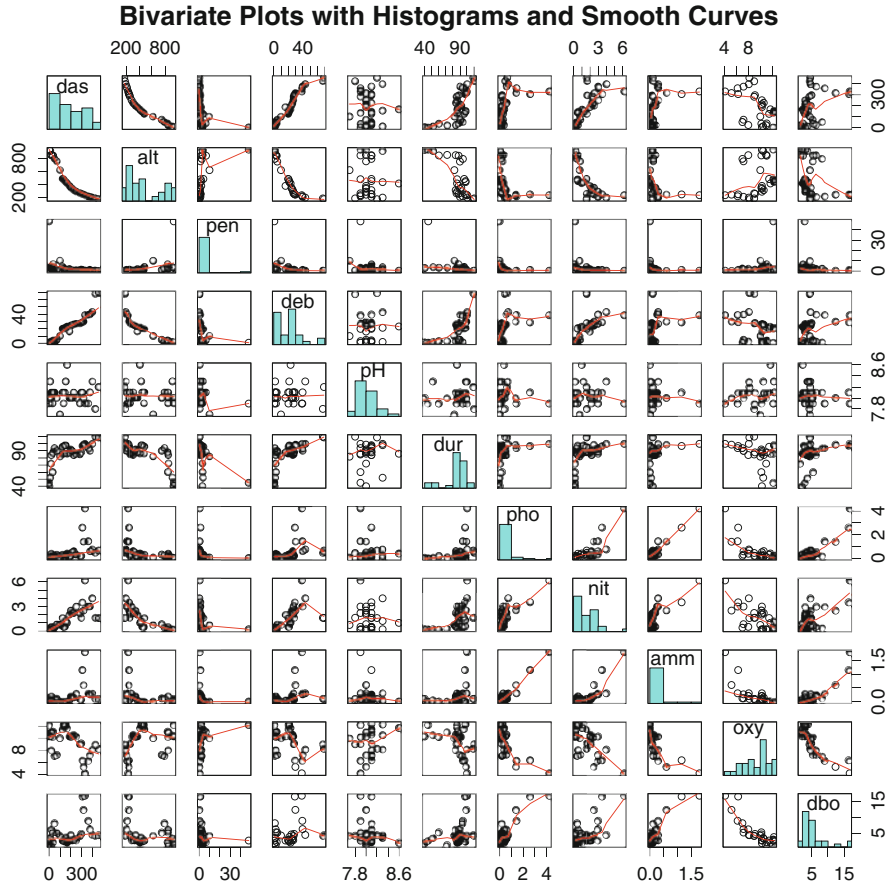 Bivariate Plots with Histograms and Smooth Curves
200 800
0 40
40 90
0 3 6
4 8
das
0 300
200 800
alt
pen
0 30
0 40
deb
pH
7.8 8.6
40 90
dur
pho
0 2 4
0 3 6
nit
amm
0.0 1.5
4 8
oxy
dbo
5 15
0 300
0 30
7.8 8.6
0 2 4
0.0 1.5
5 15